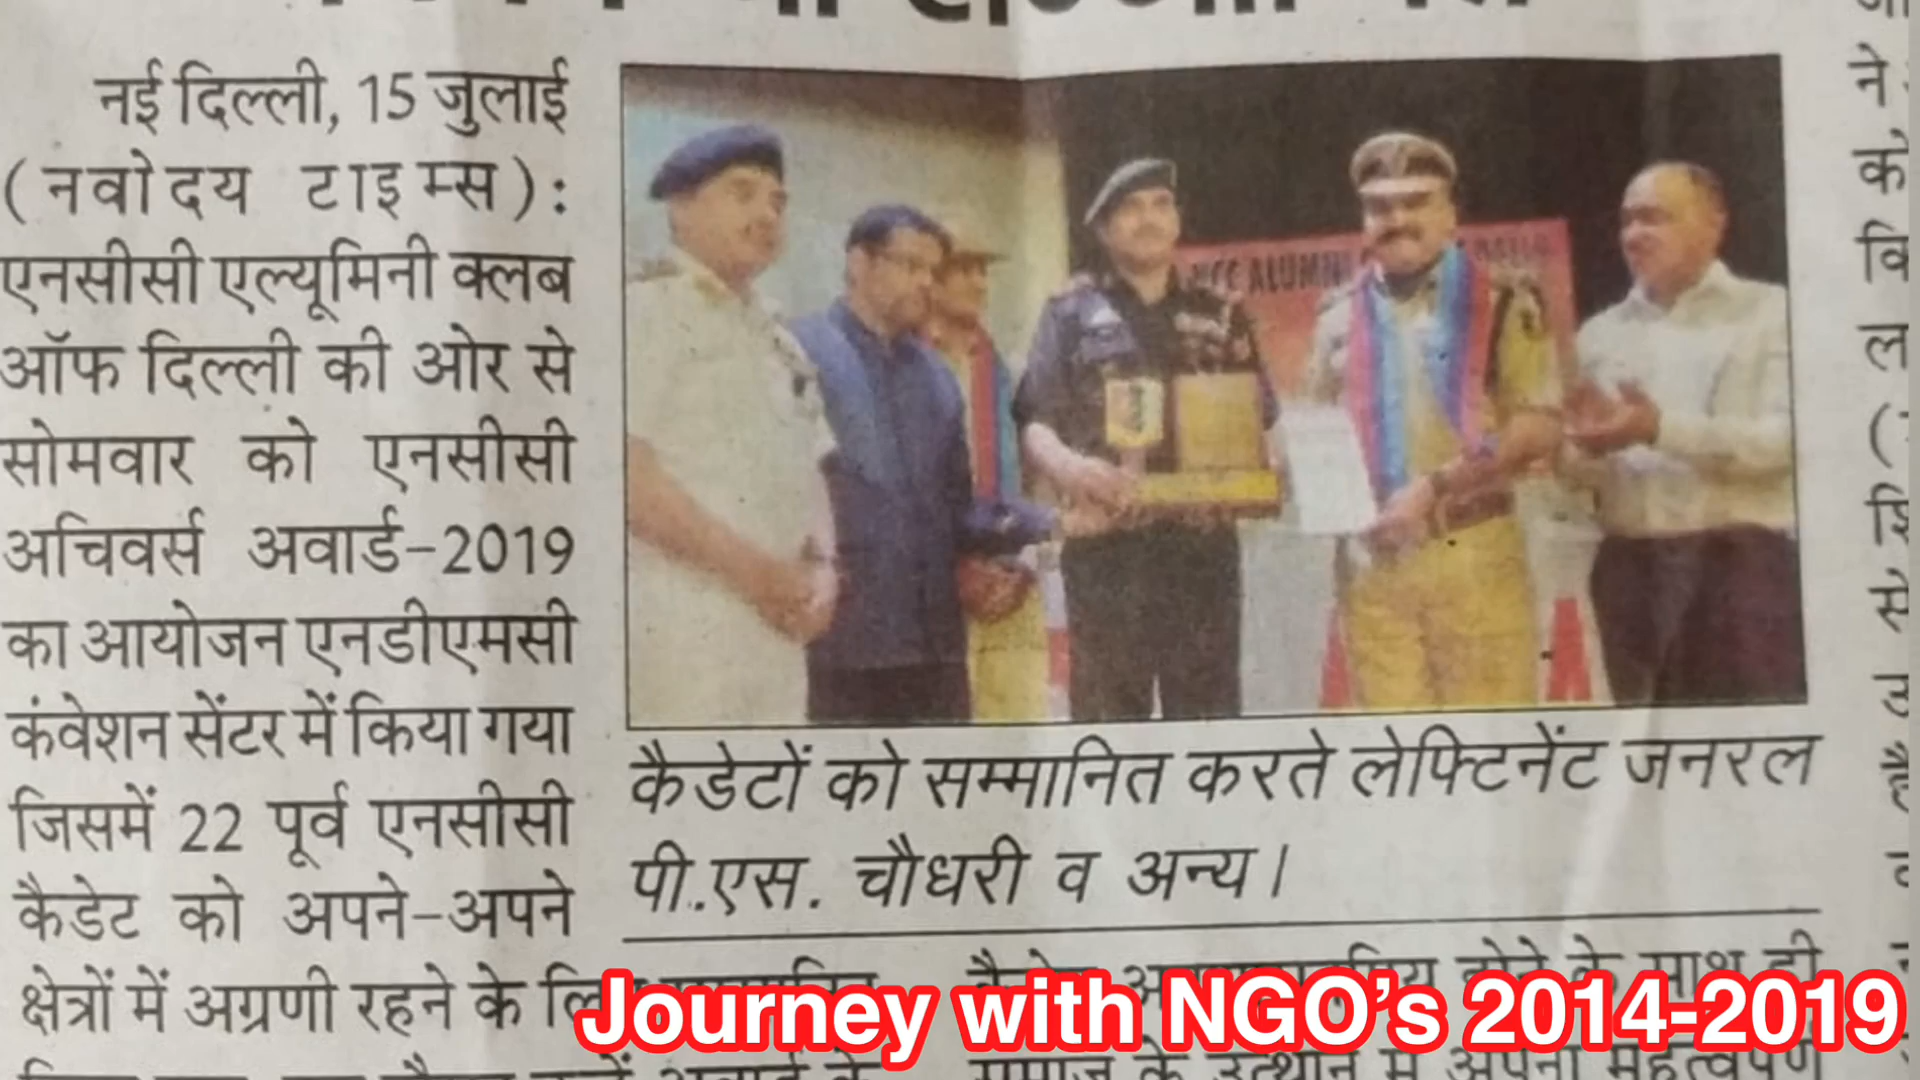 नई दिल्ली, 15 जुलाई
(नवोदय टाइम्स):
एनसीसी एल्यूमिनी क्लब
ऑफ दिल्ली की ओर से
सोमवार को एनसीसी
अचिवर्स अवार्ड-2019
का आयोजन एनडीएमसी
कंवेशन सेंटर में किया गया
जिसमें 22 पूर्व एनसीसी
कैडेट को अपने-अपने
क्षेत्रों में अग्रणी रहने के
NCC ALUMNI
कैडेटों को सम्मानित करते लेफ्टिनेंट जनरल
पी.एस. चौधरी व अन्य।
Journey with NGO's 2014-2019